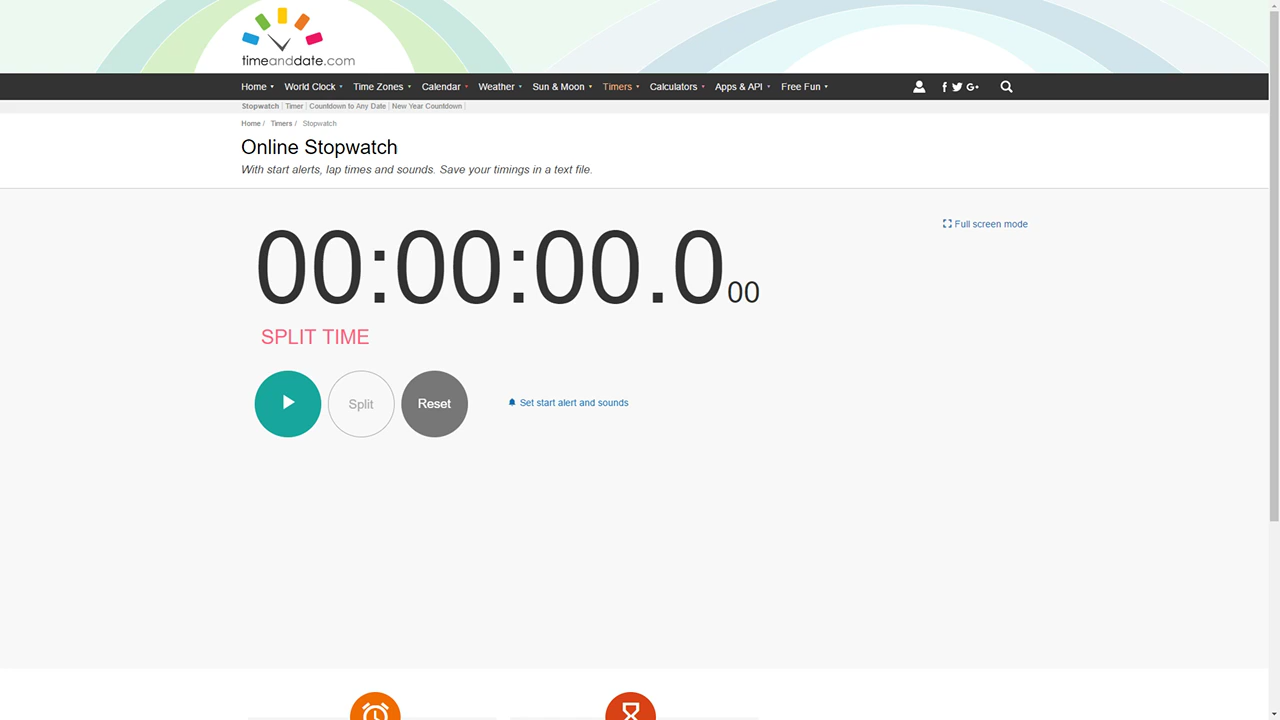 timeanddate.com
Home World Clock Time Zones Calendar Weather Sun & Moon Timers Calculators Apps & API Free Fun
Stopwatch | Timer | Countdown to Any Date | New Year Countdown |
Home / Timers / Stopwatch
Online Stopwatch
With start alerts, lap times and sounds. Save your timings in a text file.
Full screen mode
00:00:00.000
SPLIT TIME
Split Reset Set start alert and sounds